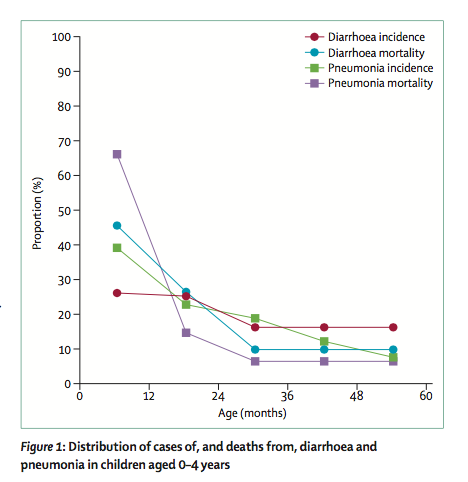 Diarrhoea incidence
Diarrhoea mortality
Pneumonia incidence
Pneumonia mortality
100
90
80
70
60
50
40
30
20
10
0
Proportion (%)
0 12 24 36 48 60
Age (months)
Figure 1: Distribution of cases of, and deaths from, diarrhoea and
pneumonia in children aged 0–4 years